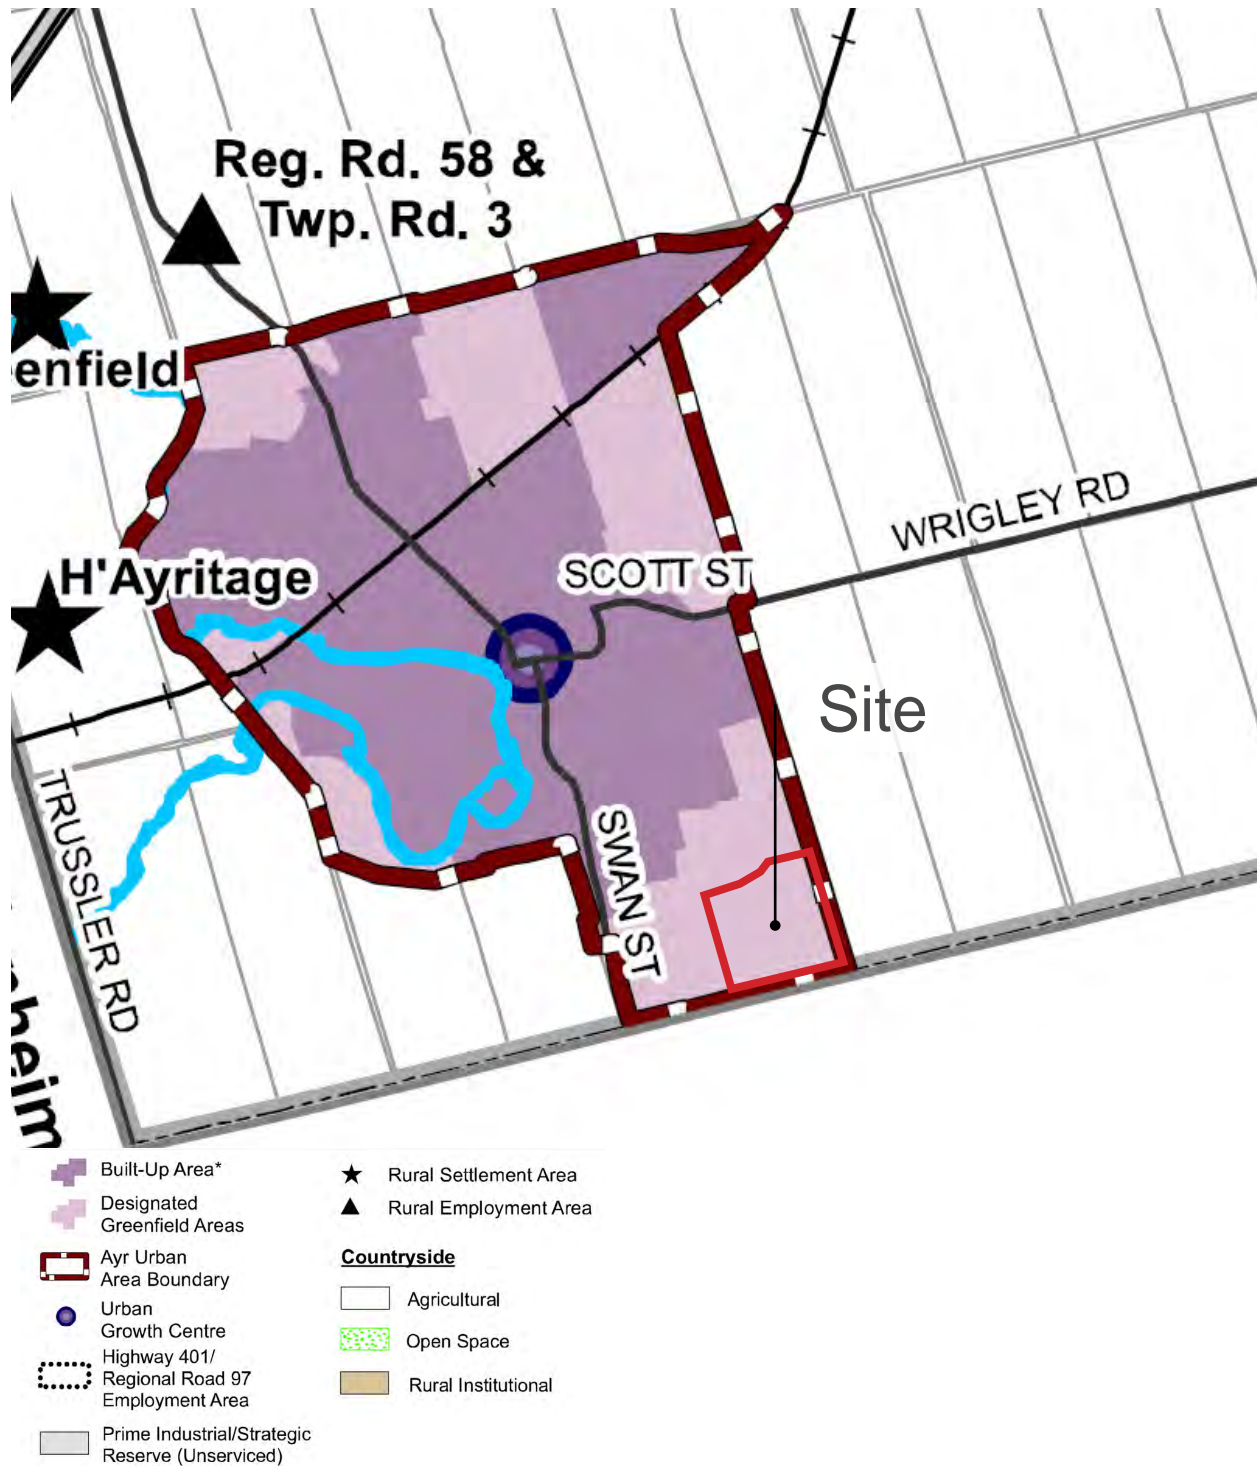 Reg. Rd. 58 &
Twp. Rd. 3
enfield
H'Ayritage
SCOTT ST
WRIGLEY RD
Site
SWAN ST
TRUSSLER RD
heim
Built-Up Area*
Designated
Greenfield Areas
Ayr Urban
Area Boundary
Urban
Growth Centre
Highway 401/
Regional Road 97
Employment Area
Prime Industrial/Strategic
Reserve (Unserviced)
Rural Settlement Area
Rural Employment Area
Countryside
Agricultural
Open Space
Rural Institutional